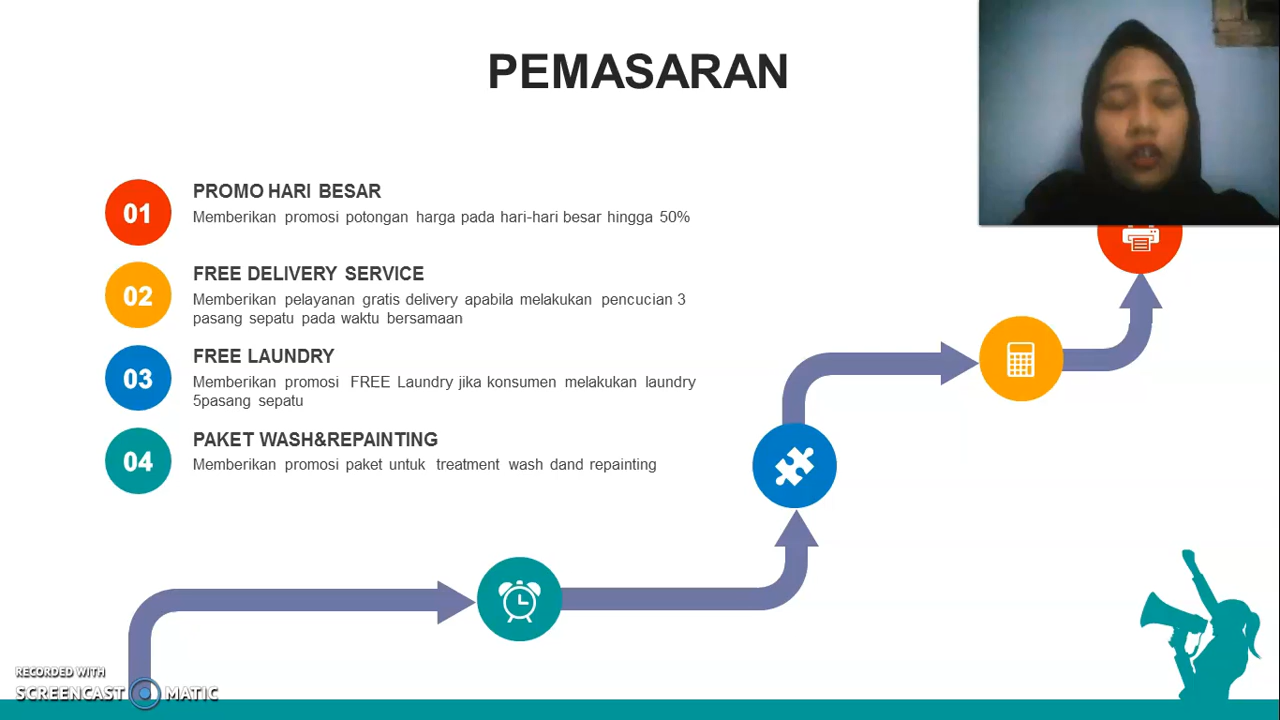 PEMASARAN
01
PROMO HARI BESAR
Memberikan promosi potongan harga pada hari-hari besar hingga 50%
02
FREE DELIVERY SERVICE
Memberikan pelayanan gratis delivery apabila melakukan pencucian 3
pasang sepatu pada waktu bersamaan
03
FREE LAUNDRY
Memberikan promosi FREE Laundry jika konsumen melakukan laundry
5pasang sepatu
04
PAKET WASH&REPAINTING
Memberikan promosi paket untuk treatment wash dand repainting
RECORDED WITH
SCREENCAST MATIC